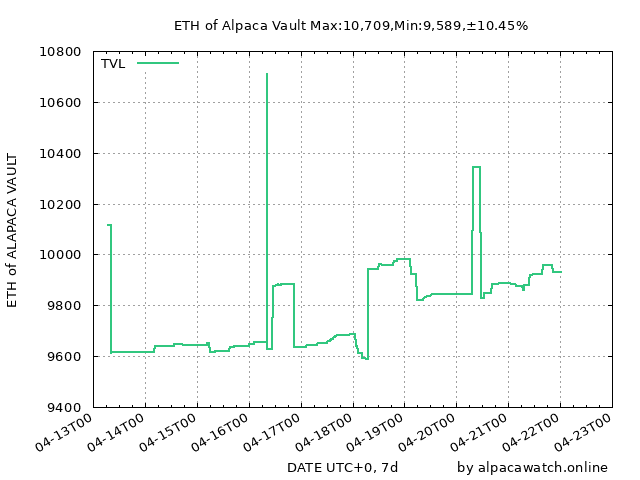 ETH of Alpaca Vault Max:10,709,Min:9,589,±10.45%
10800
TVL
10600
10400
10200
10000
9800
9600
9400
ETH of ALAPACA VAULT
04-13T00
04-14T00
04-15T00
04-16T00
04-17T00
04-18T00
04-19T00
04-20T00
04-21T00
04-22T00
04-23T00
DATE UTC+0, 7d
by alpacawatch.online